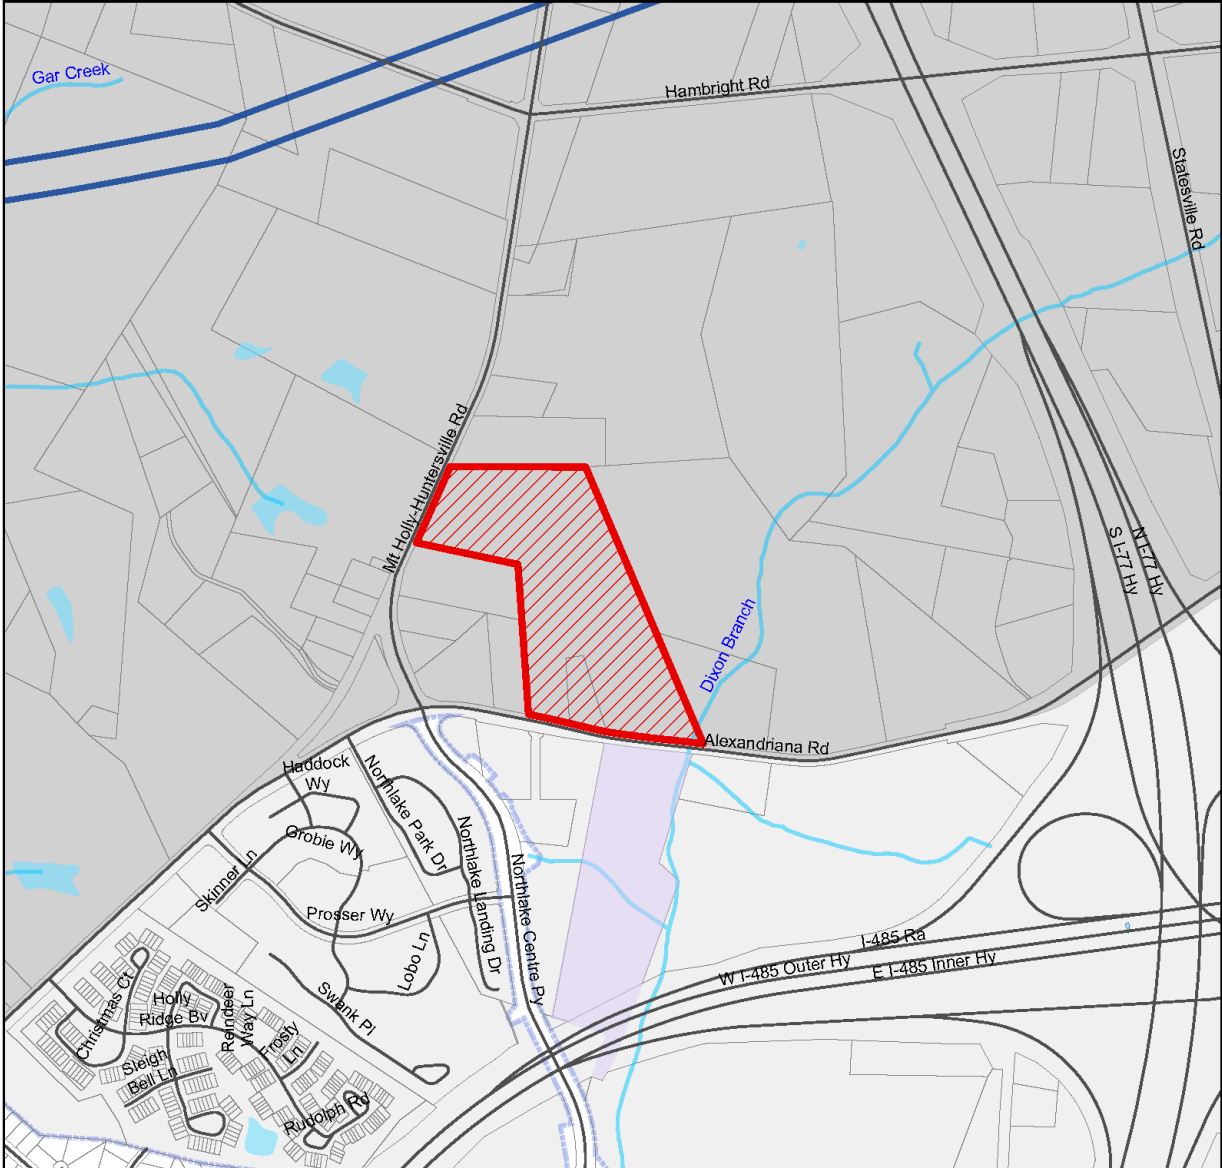 Gar Creek
Hambright Rd
Statesville Rd
Mt Holly-Huntersville Rd
S I-77 Hy
N I-77 Hy
Dixon Branch
Alexandriana Rd
Haddock
Wy
Northlake Park Dr
Grobie Wy
Northlake Landing Dr
Skinner Ln
Northlake Centre Py
Prosser Wy
Lobo Ln
I-485 Ra
W I-485 Outer Hy
E I-485 Inner Hy
Swank Pl
Christmas Ct
Holly
Ridge Bv
Reindeer
Way Ln
Frosty
Ln
Sleigh
Bell Ln
Rudolph Rd